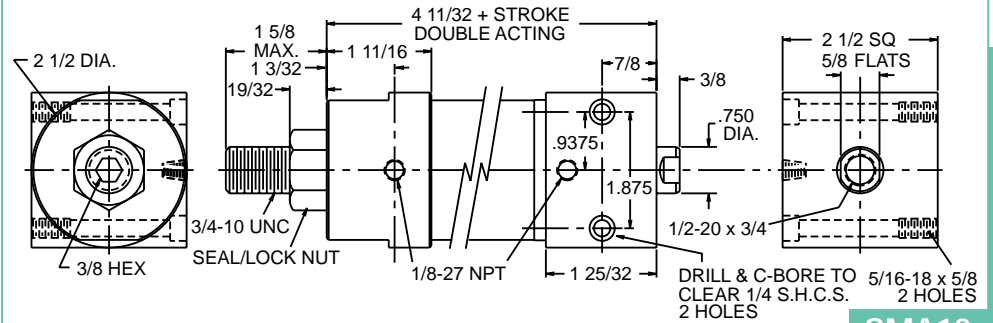 4 11/32 + STROKE
DOUBLE ACTING
1 5/8
MAX.
1 11/16
1 3/32
19/32
2 1/2 DIA.
7/8
3/8
2 1/2 SQ
5/8 FLATS
.750
DIA.
.9375
1.875
3/4-10 UNC
SEAL/LOCK NUT
3/8 HEX
1/8-27 NPT
1 25/32
1/2-20 x 3/4
DRILL & C-BORE TO
CLEAR 1/4 S.H.C.S.
2 HOLES
5/16-18 x 5/8
2 HOLES